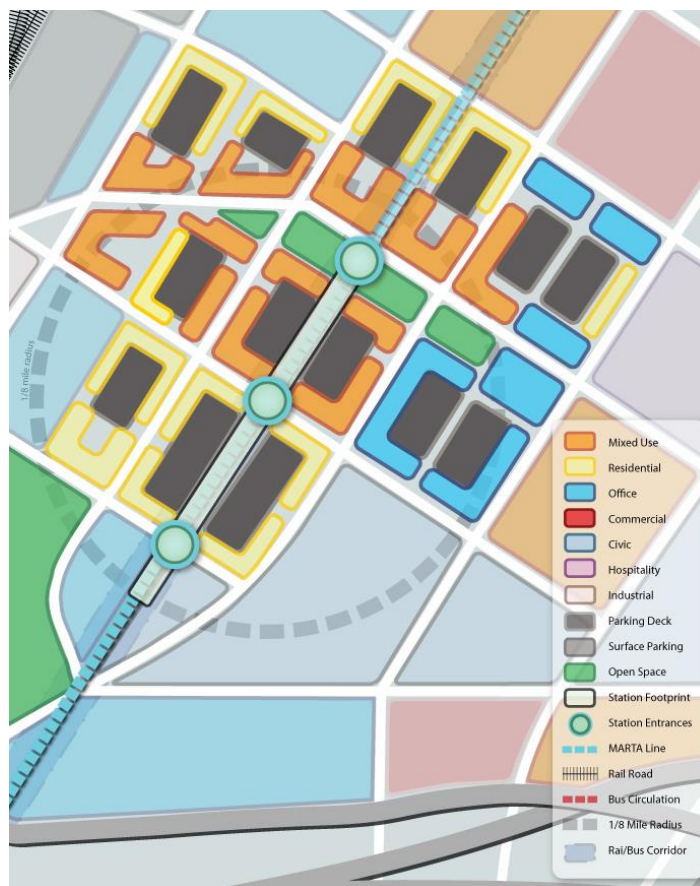 1/8 mile radius
Mixed Use
Residential
Office
Commercial
Civic
Hospitality
Industrial
Parking Deck
Surface Parking
Open Space
Station Footprint
Station Entrances
MARTA Line
Rail Road
Bus Circulation
1/8 Mile Radius
Rai/Bus Corridor